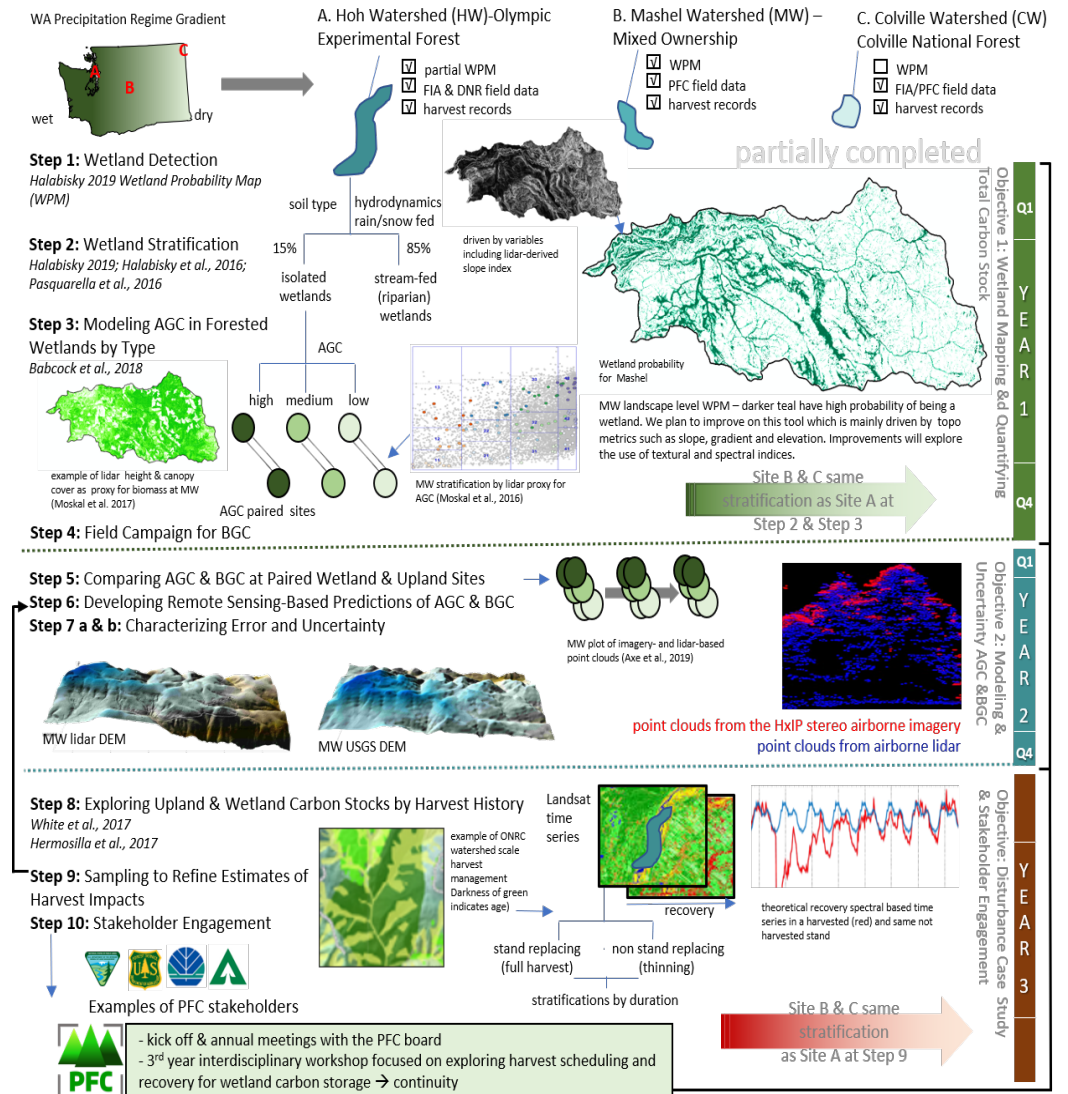 WA Precipitation Regime Gradient
C
A
B
wet
dry
A. Hoh Watershed (HW)-Olympic
Experimental Forest
partial WPM
FIA & DNR field data
harvest records
B. Mashel Watershed (MW) –
Mixed Ownership
WPM
PFC field data
harvest records
C. Colville Watershed (CW)
Colville National Forest
WPM
FIA/PFC field data
harvest records
partially completed
Step 1: Wetland Detection
Halabisky 2019 Wetland Probability Map
(WPM)
soil type
hydrodynamics
rain/snow fed
15%
85%
isolated
wetlands
stream-fed
(riparian)
wetlands
driven by variables
including lidar-derived
slope index
Step 2: Wetland Stratification
Halabisky 2019; Halabisky et al., 2016;
Pasquarella et al., 2016
Step 3: Modeling AGC in Forested
Wetlands by Type
Babcock et al., 2018
AGC
high
medium
low
AGC paired sites
example of lidar height & canopy
cover as proxy for biomass at MW
(Moskal et al. 2017)
MW stratification by lidar proxy for
AGC (Moskal et al., 2016)
Wetland probability
for Mashel
MW landscape level WPM – darker teal have high probability of being a
wetland. We plan to improve on this tool which is mainly driven by topo
metrics such as slope, gradient and elevation. Improvements will explore
the use of textural and spectral indices.
Site B & C same
stratification as Site A at
Step 2 & Step 3
Step 4: Field Campaign for BGC
Objective 1: Wetland Mapping &d Quantifying
Total Carbon Stock
Q1
YEAR 1
Q4
Step 5: Comparing AGC & BGC at Paired Wetland & Upland Sites
Step 6: Developing Remote Sensing-Based Predictions of AGC & BGC
Step 7 a & b: Characterizing Error and Uncertainty
MW lidar DEM
MW USGS DEM
MW plot of imagery- and lidar-based
point clouds (Axe et al., 2019)
point clouds from the HxIP stereo airborne imagery
point clouds from airborne lidar
Objective 2: Modeling &
Uncertainty AGC &BGC
Q1
YEAR 2
Q4
Step 8: Exploring Upland & Wetland Carbon Stocks by Harvest History
White et al., 2017
Hermosilla et al., 2017
Step 9: Sampling to Refine Estimates of
Harvest Impacts
Step 10: Stakeholder Engagement
example of ONRC
watershed scale
harvest
management
Darkness of green
indicates age)
Landsat
time
series
recovery
stand replacing
(full harvest)
non stand replacing
(thinning)
stratifications by duration
theoretical recovery spectral based time
series in a harvested (red) and same not
harvested stand
Site B & C same
stratification
as Site A at Step 9
Objective: Disturbance Case Study
& Stakeholder Engagement
YEAR 3
U S
Examples of PFC stakeholders
PFC
- kick off & annual meetings with the PFC board
- 3rd year interdisciplinary workshop focused on exploring harvest scheduling and
recovery for wetland carbon storage → continuity